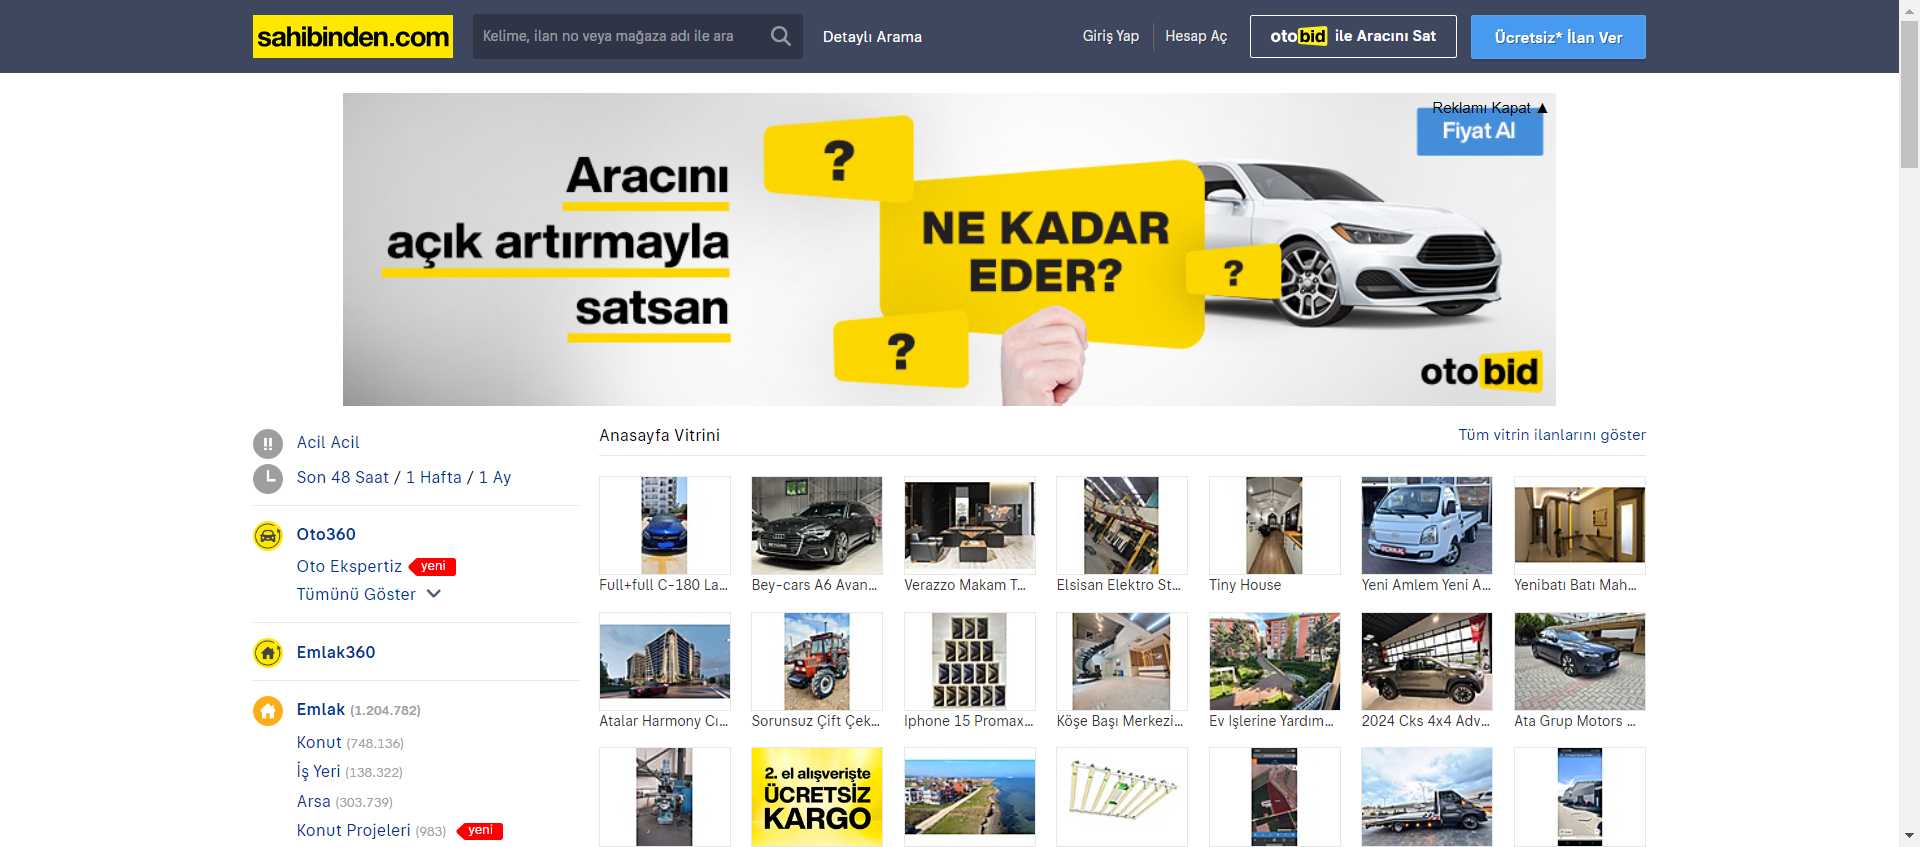 sahibinden.com
Kelime, ilan no veya mağaza adı ile ara
Detaylı Arama
Giriş Yap
Hesap Aç
otobid ile Aracını Sat
Ücretsiz* İlan Ver
Reklamı Kapat ▲
Fiyat Al
Aracını
açık artırmayla
satsan
?
NE KADAR
EDER?
?
?
otobid
!! Acil Acil
Son 48 Saat / 1 Hafta / 1 Ay
Oto360
Oto Ekspertiz yeni
Tümünü Göster
Emlak360
Emlak (1.204.782)
Konut (748.136)
İş Yeri (138.322)
Arsa (303.739)
Konut Projeleri (983) yeni
Anasayfa Vitrini
Tüm vitrin ilanlarını göster
Full+full C-180 La...
Bey-cars A6 Avan...
Verazzo Makam T...
Elsisan Elektro St...
Tiny House
Yeni Amlem Yeni A...
Yenibatı Batı Mah...
Atalar Harmony Cı...
Sorunsuz Çift Çek...
Iphone 15 Promax...
Köşe Başı Merkezi...
Ev Işlerine Yardım...
2024 Cks 4x4 Adv...
Ata Grup Motors ...
2. el alışverişte
ÜCRETSİZ
KARGO